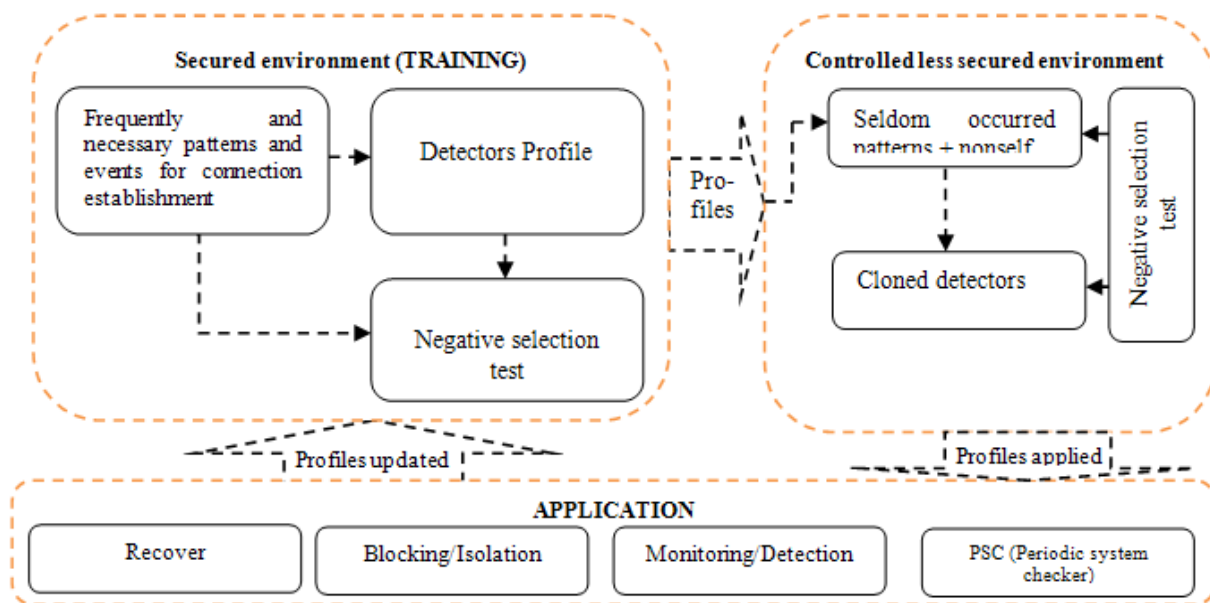 Secured environment (TRAINING)
Frequently and
necessary patterns and
events for connection
establishment
Detectors Profile
Negative selection
test
Pro-
files
Controlled less secured environment
Seldom occurred
patterns + nonself
Cloned detectors
Negative selection
test
Profiles updated
Profiles applied
APPLICATION
Recover
Blocking/Isolation
Monitoring/Detection
PSC (Periodic system
checker)